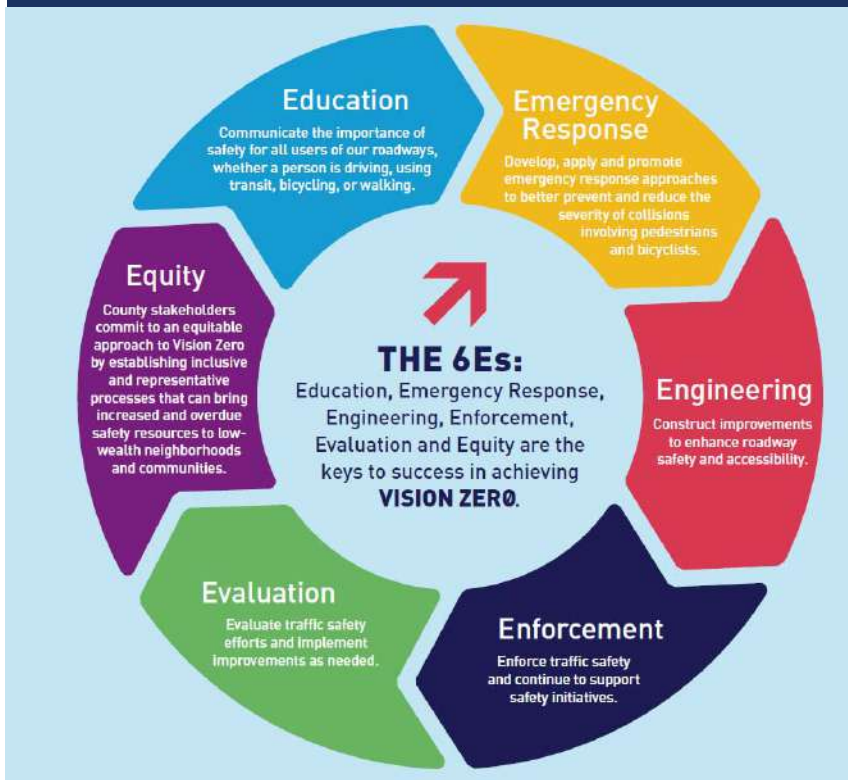 Education
Communicate the importance of
safety for all users of our roadways,
whether a person is driving, using
transit, bicycling, or walking.
Emergency
Response
Develop, apply and promote
emergency response approaches
to better prevent and reduce the
severity of collisions
involving pedestrians
and bicyclists.
Engineering
Construct improvements
to enhance roadway
safety and accessibility.
Enforcement
Enforce traffic safety
and continue to support
safety initiatives.
Evaluation
Evaluate traffic safety
efforts and implement
improvements as needed.
Equity
County stakeholders
commit to an equitable
approach to Vision Zero
by establishing inclusive
and representative
processes that can bring
increased and overdue
safety resources to low-
wealth neighborhoods
and communities.
THE 6Es:
Education, Emergency Response,
Engineering, Enforcement,
Evaluation and Equity are the
keys to success in achieving
VISION ZERØ.